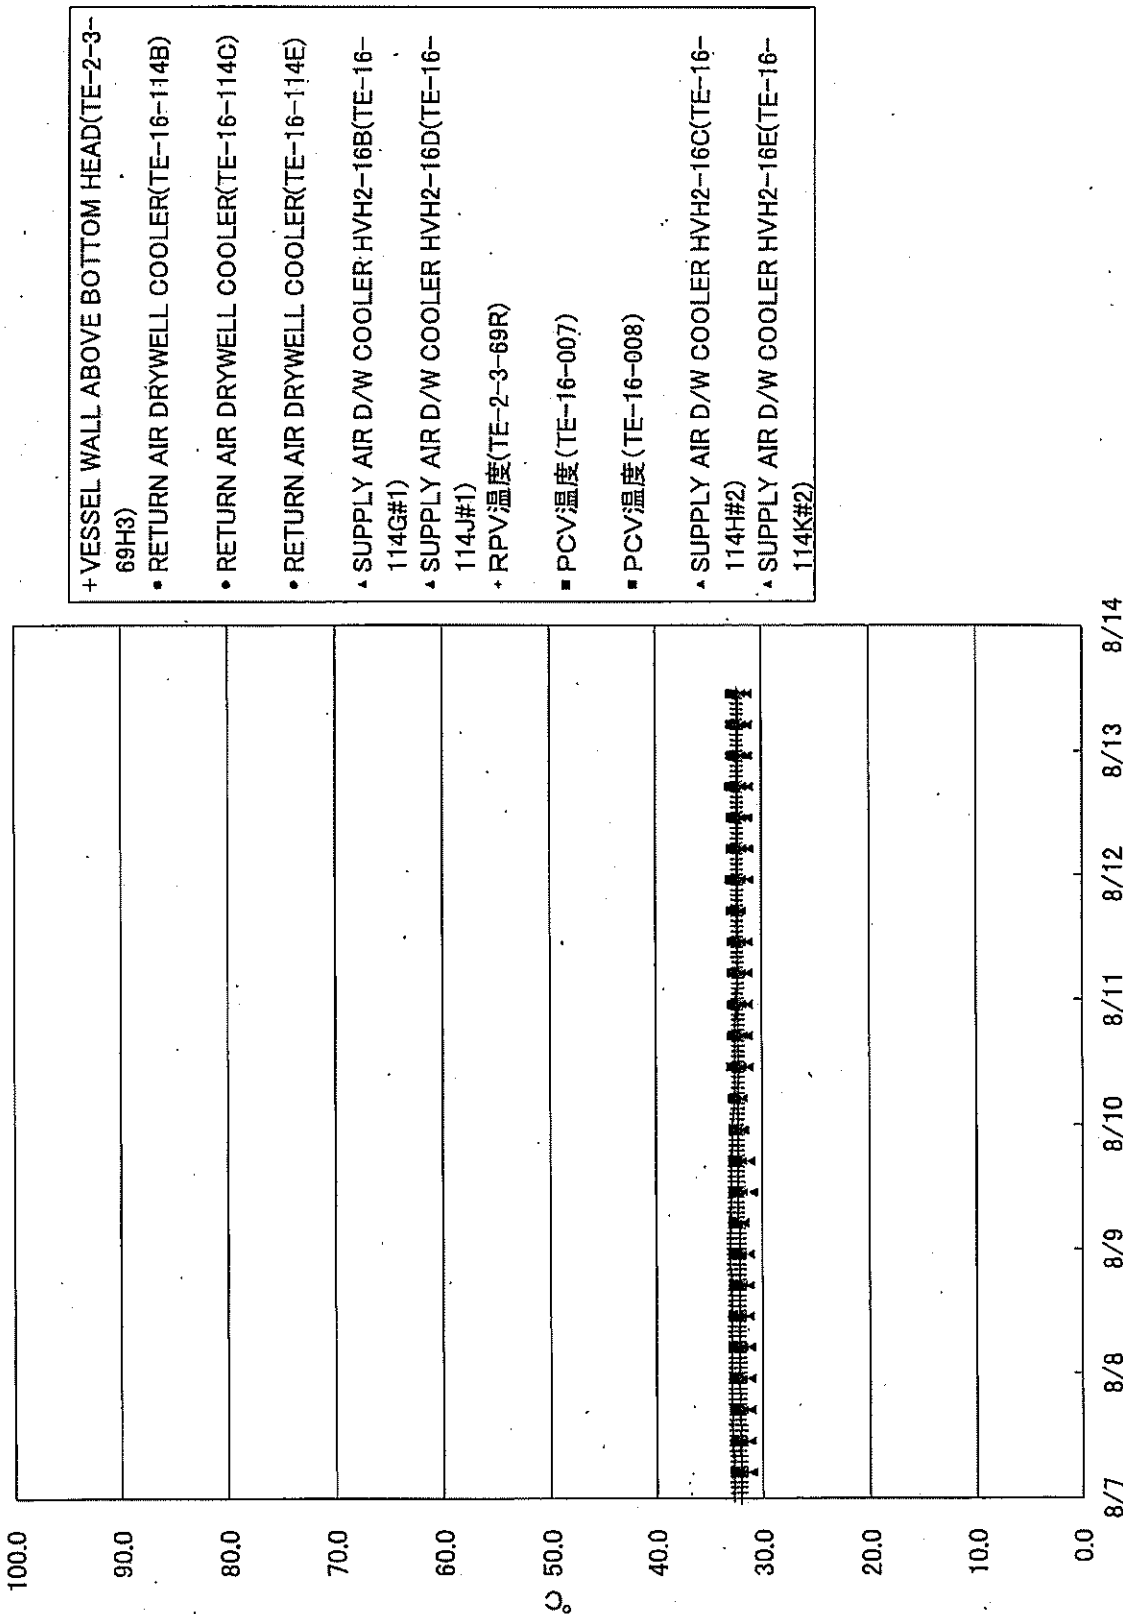 100.0
90.0
80.0
70.0
60.0
℃ 50.0
40.0
30.0
20.0
10.0
0.0
8/7 8/8 8/9 8/10 8/11 8/12 8/13 8/14
+ VESSEL WALL ABOVE BOTTOM HEAD(TE-2-3-
69H3)
● RETURN AIR DRYWELL COOLER(TE-16-114B)
● RETURN AIR DRYWELL COOLER(TE-16-114C)
● RETURN AIR DRYWELL COOLER(TE-16-114E)
▲ SUPPLY AIR D/W COOLER HVH2-16B(TE-16-
114G#1)
▲ SUPPLY AIR D/W COOLER HVH2-16D(TE-16-
114J#1)
+ RPV温度(TE-2-3-69R)
■ PCV温度(TE-16-007)
■ PCV温度(TE-16-008)
▲ SUPPLY AIR D/W COOLER HVH2-16C(TE-16-
114H#2)
▲ SUPPLY AIR D/W COOLER HVH2-16E(TE-16-
114K#2)